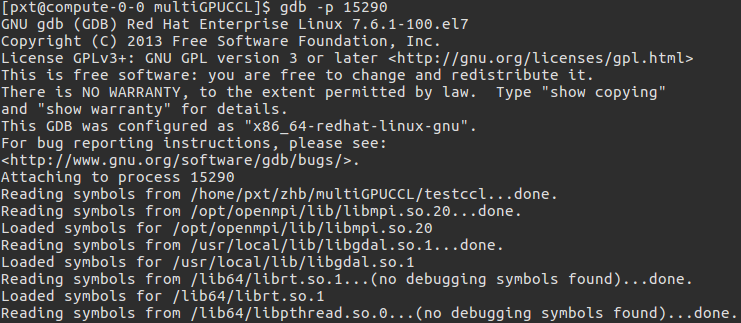 [pxt@compute-0-0 multiGPUCCL]$ gdb -p 15290
GNU gdb (GDB) Red Hat Enterprise Linux 7.6.1-100.el7
Copyright (C) 2013 Free Software Foundation, Inc.
License GPLv3+: GNU GPL version 3 or later <http://gnu.org/licenses/gpl.html>
This is free software: you are free to change and redistribute it.
There is NO WARRANTY, to the extent permitted by law.  Type "show copying"
and "show warranty" for details.
This GDB was configured as "x86_64-redhat-linux-gnu".
For bug reporting instructions, please see:
<http://www.gnu.org/software/gdb/bugs/>.
Attaching to process 15290
Reading symbols from /home/pxt/zhb/multiGPUCCL/testccl...done.
Reading symbols from /opt/openmpi/lib/libmpi.so.20...done.
Loaded symbols for /opt/openmpi/lib/libmpi.so.20
Reading symbols from /usr/local/lib/libgdal.so.1...done.
Loaded symbols for /usr/local/lib/libgdal.so.1
Reading symbols from /lib64/librt.so.1...(no debugging symbols found)...done.
Loaded symbols for /lib64/librt.so.1
Reading symbols from /lib64/libpthread.so.0...(no debugging symbols found)...done.